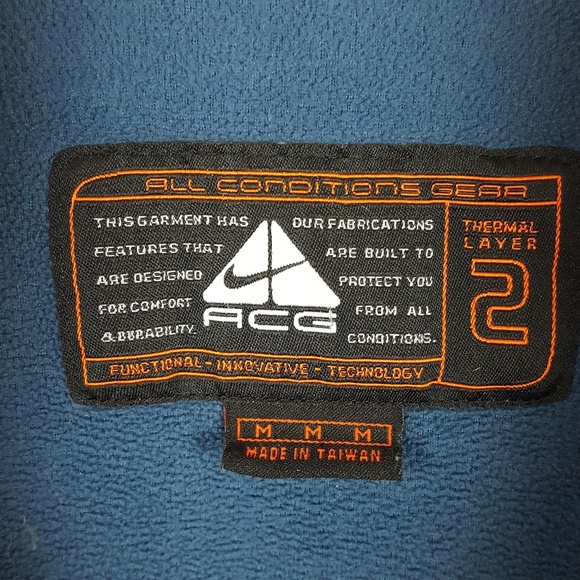 ALL CONDITIONS GEAR
THIS GARMENT HAS
FEATURES THAT
ARE DESIGNED
FOR COMFORT
& DURABILITY.
ACG
OUR FABRICATIONS
ARE BUILT TO
PROTECT YOU
FROM ALL
CONDITIONS.
THERMAL
LAYER
2
FUNCTIONAL - INNOVATIVE - TECHNOLOGY
M M M
MADE IN TAIWAN